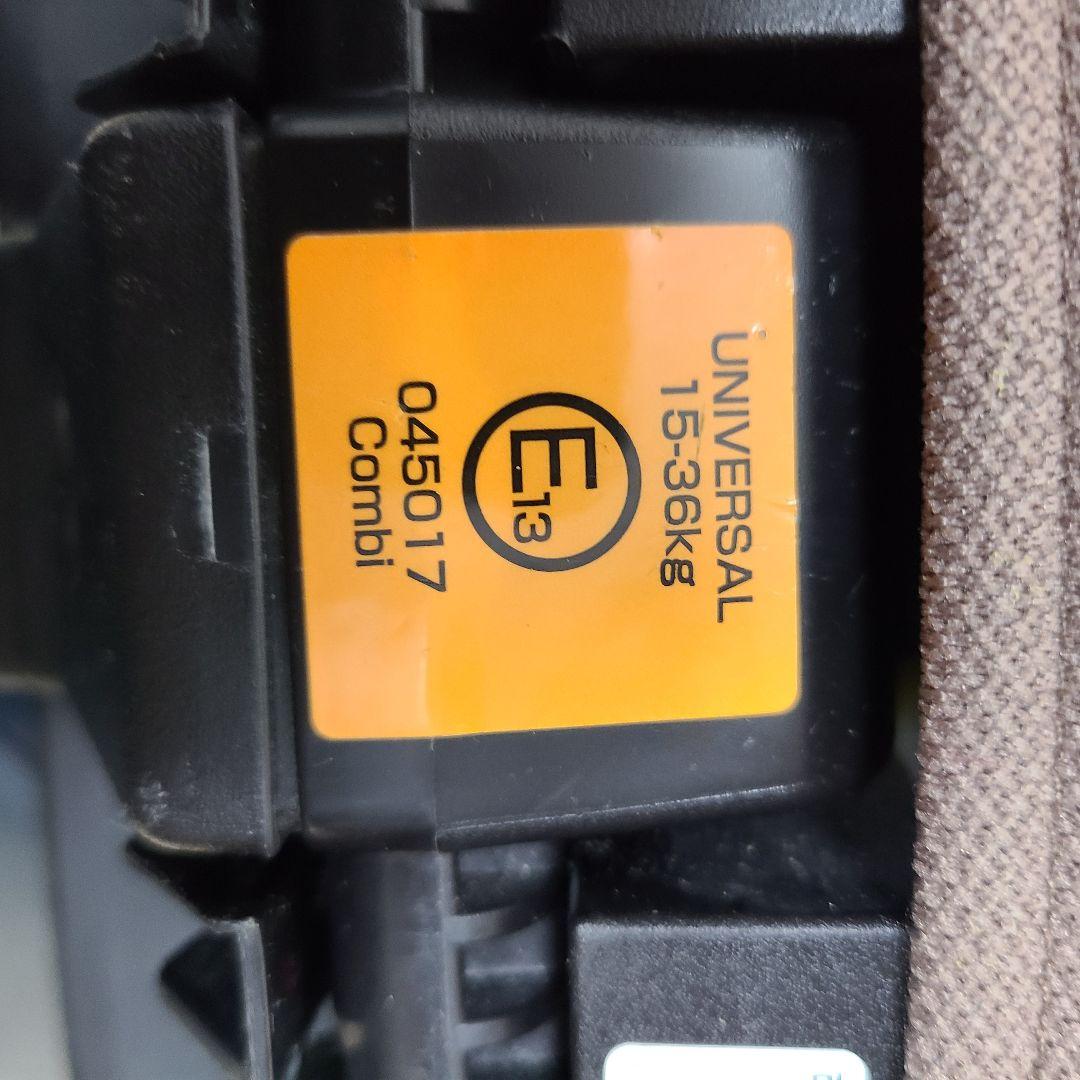 UNIVERSAL
15-36kg
E13
045017
Combi